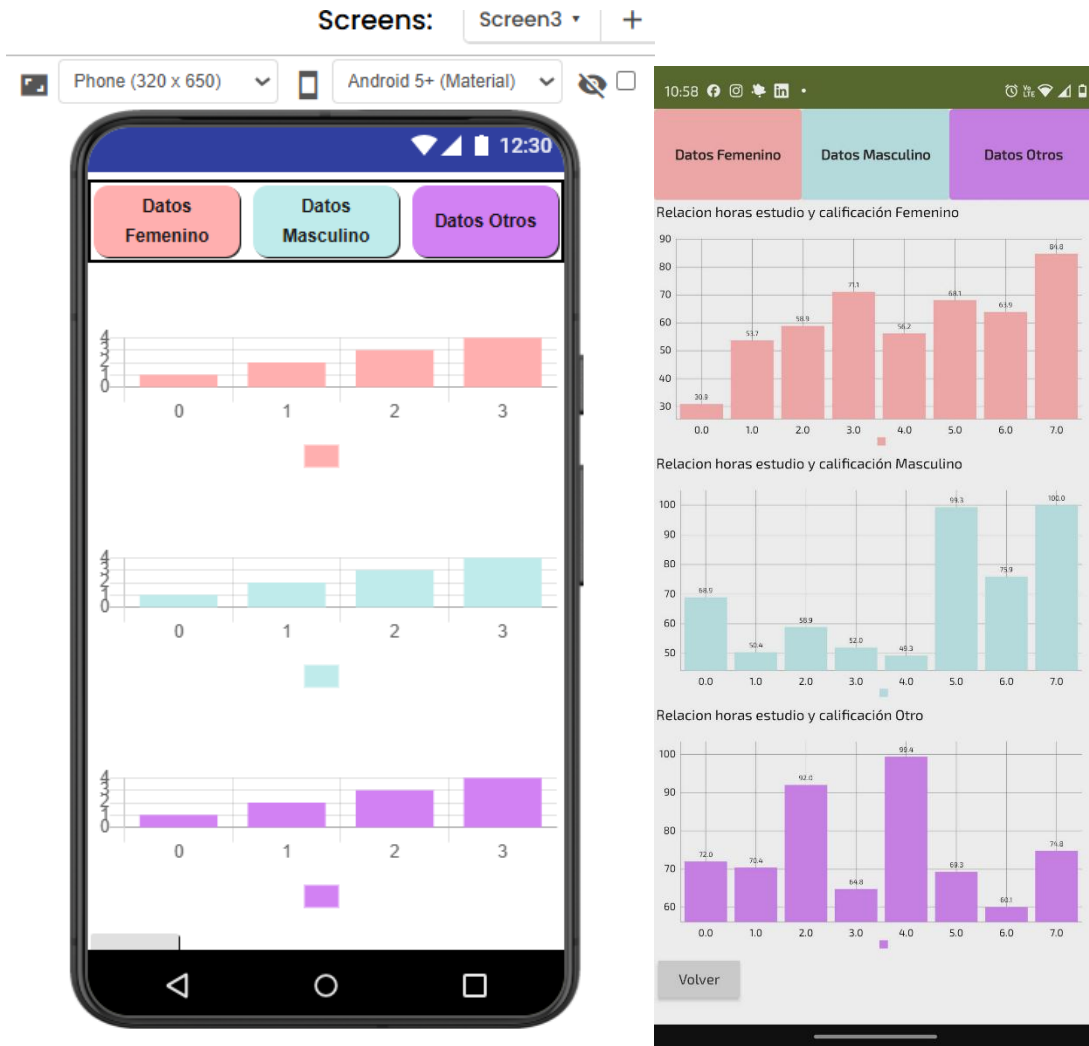 Screens:
Screen3
+
Phone (320 x 650)
Android 5+ (Material)
12:30
Datos
Femenino
Datos
Masculino
Datos Otros
4
3
2
1
0
0 1 2 3
4
3
2
1
0
0 1 2 3
4
3
2
1
0
0 1 2 3
10:58
Vo
LTE
Datos Femenino
Datos Masculino
Datos Otros
Relacion horas estudio y calificación Femenino
90
80
70
60
50
40
30
53.7
58.9
71.1
56.2
68.1
63.9
84.8
0.0 1.0 2.0 3.0 4.0 5.0 6.0 7.0
Relacion horas estudio y calificación Masculino
100
90
80
70
60
50
68.9
50.4
58.9
52.0
49.3
99.3
75.9
100.0
0.0 1.0 2.0 3.0 4.0 5.0 6.0 7.0
Relacion horas estudio y calificación Otro
100
90
80
70
60
72.0
70.4
92.0
64.8
99.4
69.3
60.1
74.8
0.0 1.0 2.0 3.0 4.0 5.0 6.0 7.0
Volver